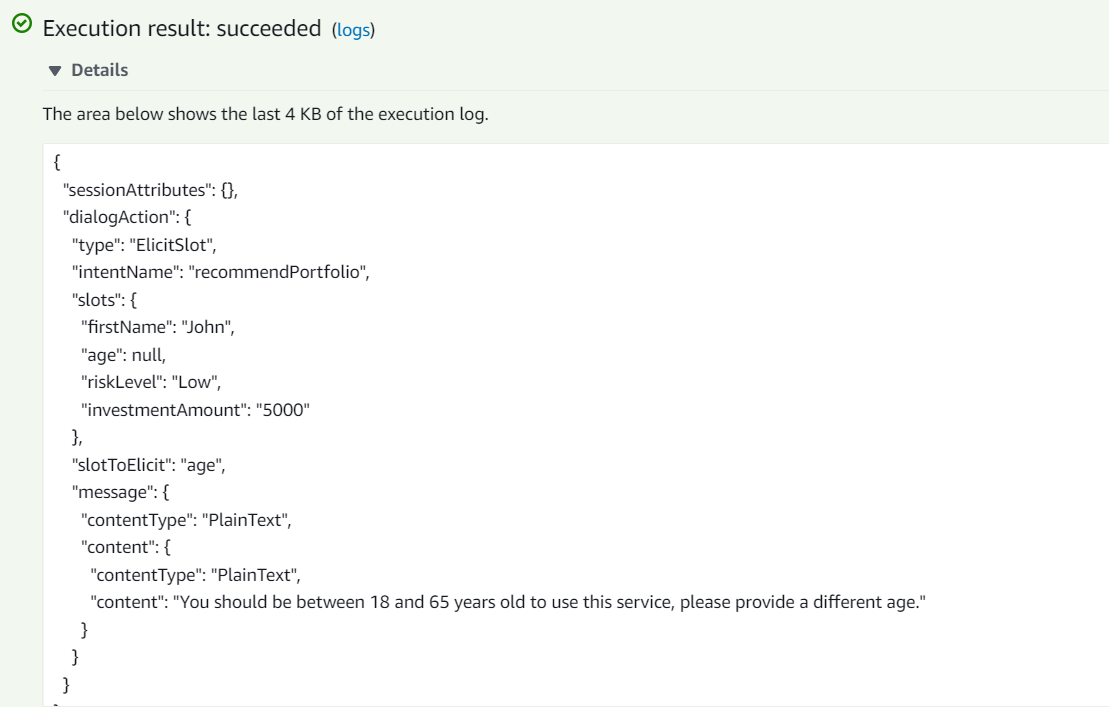 Execution result: succeeded (logs)
Details
The area below shows the last 4 KB of the execution log.
{
"sessionAttributes": {},
"dialogAction": {
"type": "ElicitSlot",
"intentName": "recommendPortfolio",
"slots": {
"firstName": "John",
"age": null,
"riskLevel": "Low",
"investmentAmount": "5000"
},
"slotToElicit": "age",
"message": {
"contentType": "PlainText",
"content": {
"contentType": "PlainText",
"content": "You should be between 18 and 65 years old to use this service, please provide a different age."
}
}
}